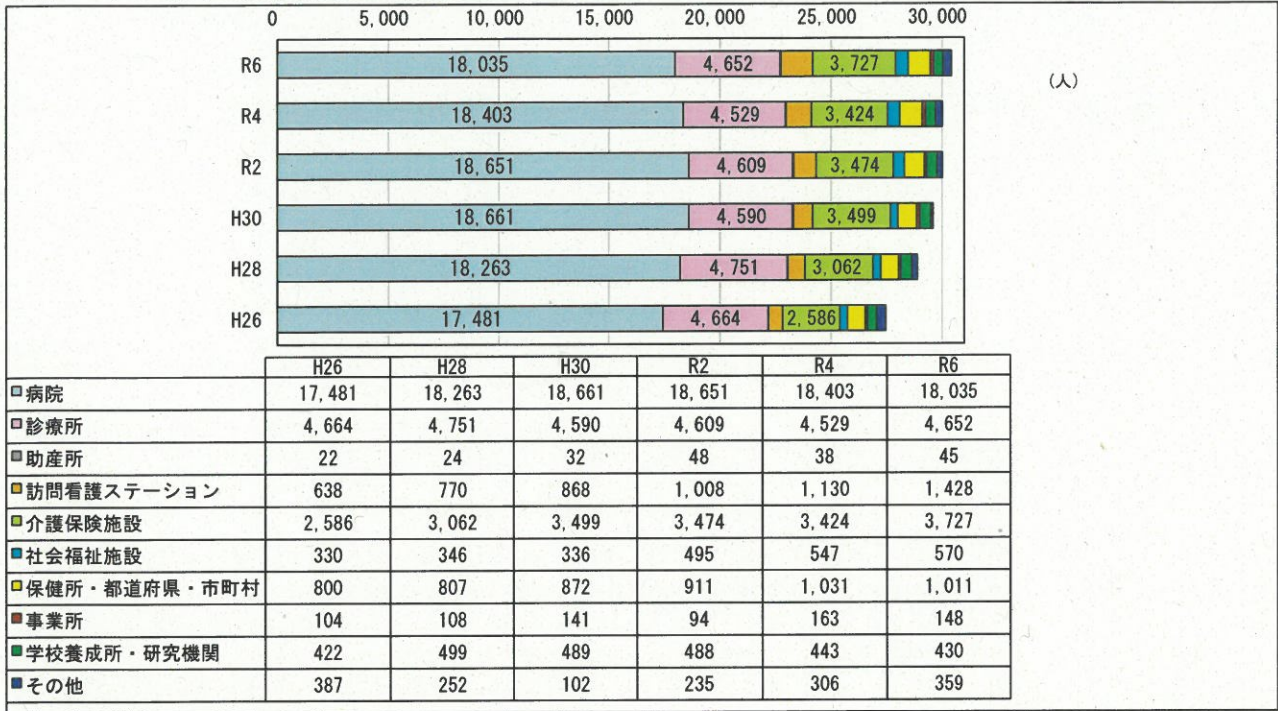 0 5,000 10,000 15,000 20,000 25,000 30,000
(人)
R6 18,035 4,652 3,727
R4 18,403 4,529 3,424
R2 18,651 4,609 3,474
H30 18,661 4,590 3,499
H28 18,263 4,751 3,062
H26 17,481 4,664 2,586
H26 H28 H30 R2 R4 R6
病院 17,481 18,263 18,661 18,651 18,403 18,035
診療所 4,664 4,751 4,590 4,609 4,529 4,652
助産所 22 24 32 48 38 45
訪問看護ステーション 638 770 868 1,008 1,130 1,428
介護保険施設 2,586 3,062 3,499 3,474 3,424 3,727
社会福祉施設 330 346 336 495 547 570
保健所・都道府県・市町村 800 807 872 911 1,031 1,011
事業所 104 108 141 94 163 148
学校養成所・研究機関 422 499 489 488 443 430
その他 387 252 102 235 306 359